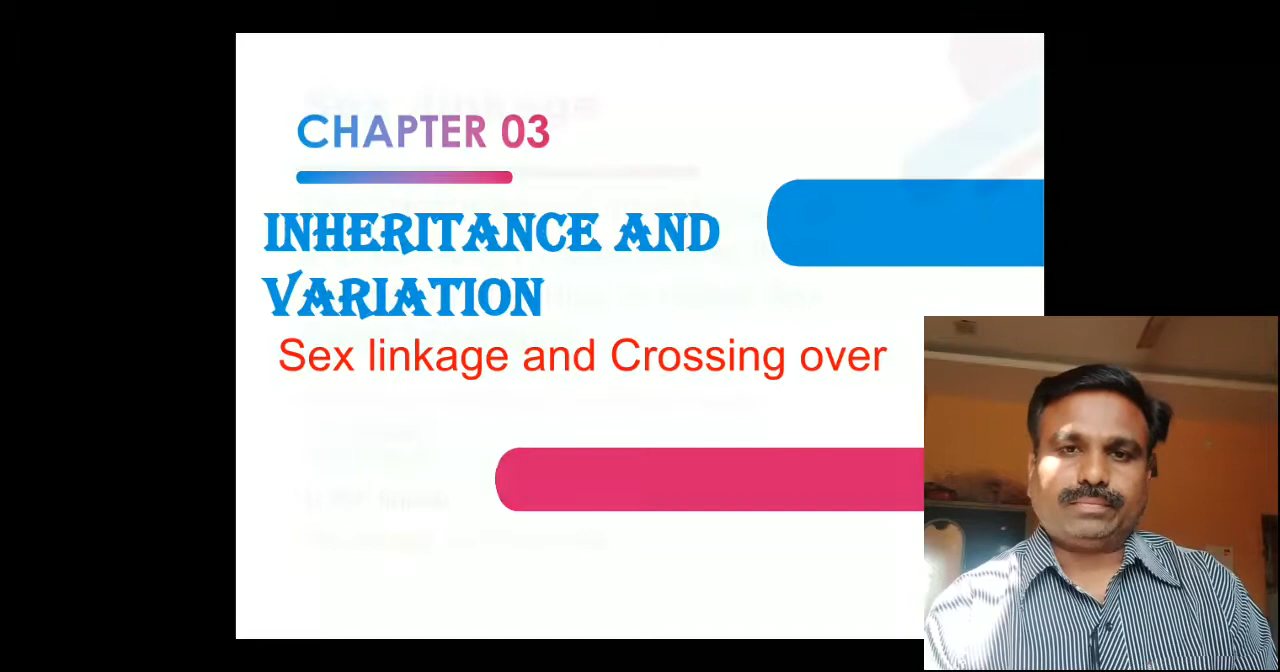 CHAPTER 03
INHERITANCE AND
VARIATION
Sex linkage and Crossing over